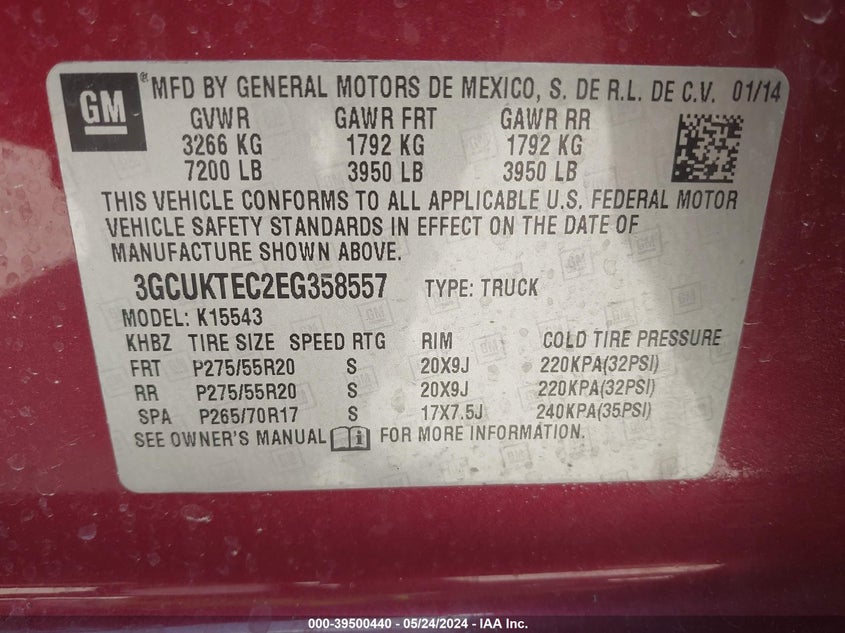 GM ® MFD BY GENERAL MOTORS DE MEXICO, S. DE R.L. DE C.V. 01/14
GVWR GAWR FRT GAWR RR
3266 KG 1792 KG 1792 KG
7200 LB 3950 LB 3950 LB
THIS VEHICLE CONFORMS TO ALL APPLICABLE U.S. FEDERAL MOTOR
VEHICLE SAFETY STANDARDS IN EFFECT ON THE DATE OF
MANUFACTURE SHOWN ABOVE.
3GCUKTEC2EG358557 TYPE: TRUCK
MODEL: K15543
KHBZ TIRE SIZE SPEED RTG RIM COLD TIRE PRESSURE
FRT P275/55R20 S 20X9J 220KPA(32PSI)
RR P275/55R20 S 20X9J 220KPA(32PSI)
SPA P265/70R17 S 17X7.5J 240KPA(35PSI)
SEE OWNER'S MANUAL i FOR MORE INFORMATION.
000-39500440 - 05/24/2024 - IAA Inc.